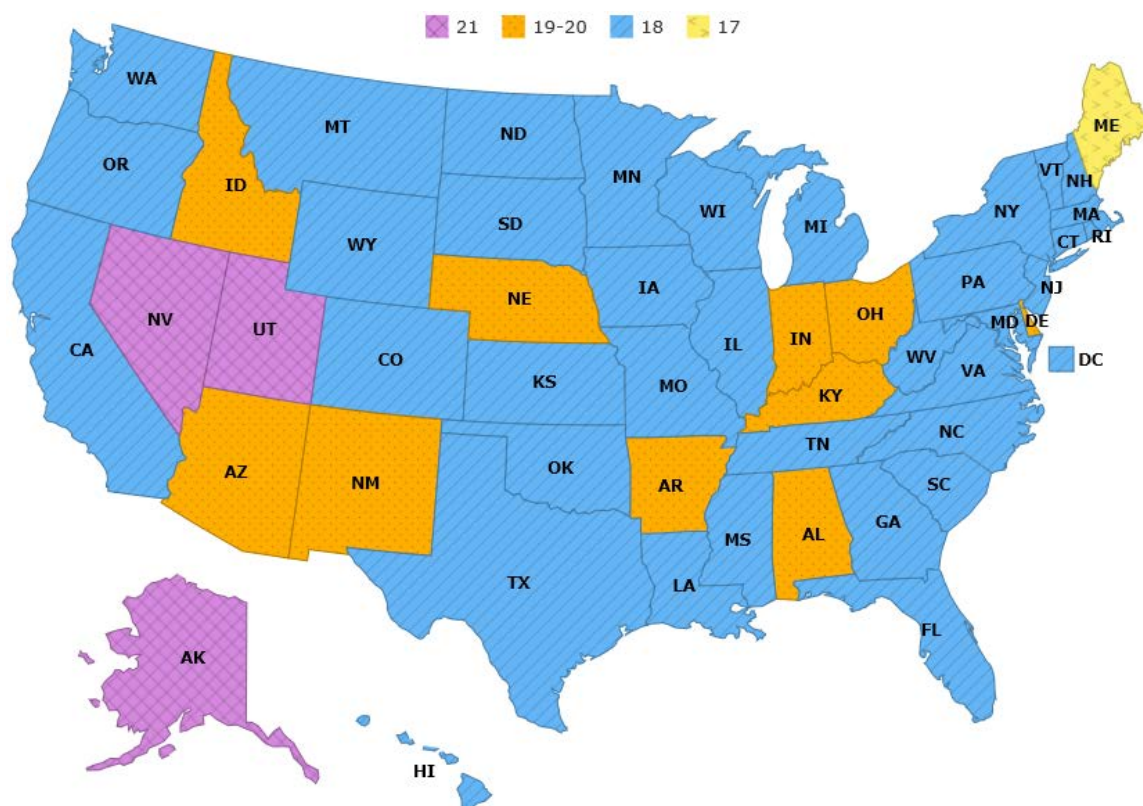 21 19-20 18 17
WA
ME
MT
ND
OR
VT
MN
NH
ID
NY
MA
WI
SD
MI
CT
RI
WY
PA
IA
NJ
NE
OH
NV
MD
DE
UT
IN
IL
CA
CO
WV
DC
VA
KS
MO
KY
NC
TN
OK
AZ
NM
AR
SC
GA
AL
MS
TX
LA
FL
AK
HI